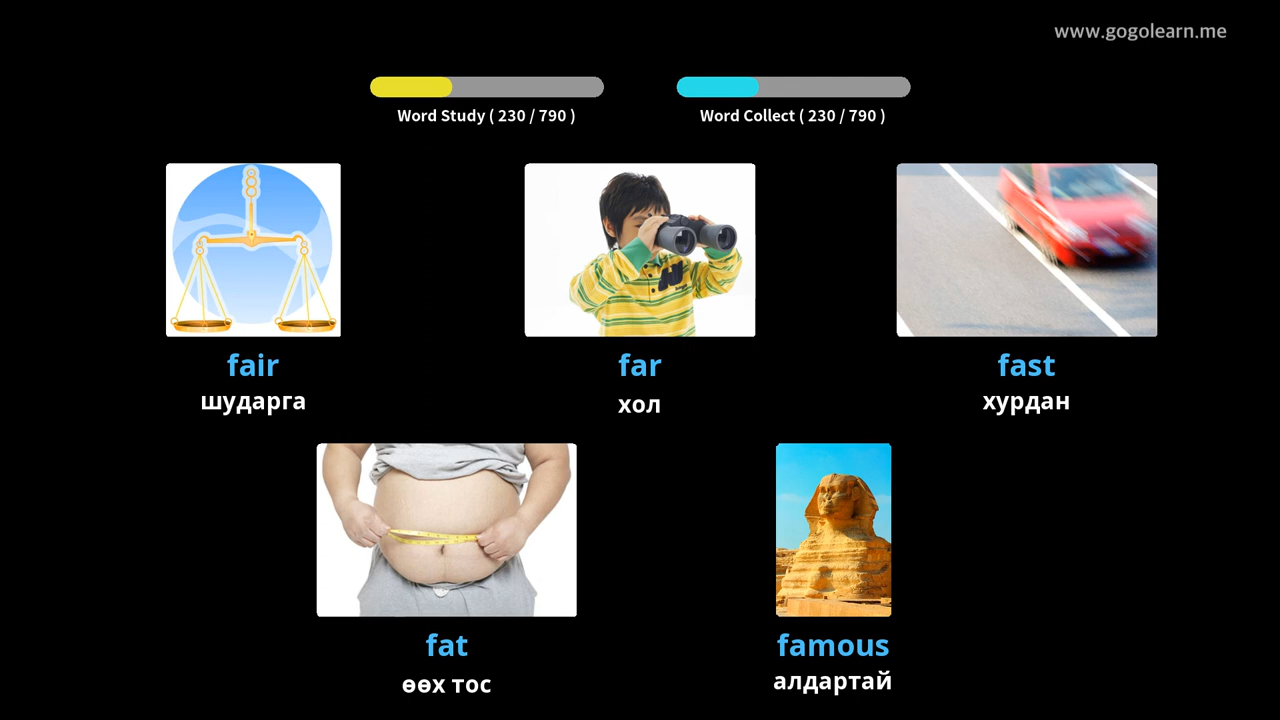 www.gogolearn.me
Word Study ( 230 / 790 )
Word Collect ( 230 / 790 )
fair
шударга
far
хол
fast
хурдан
fat
өөх тос
famous
алдартай